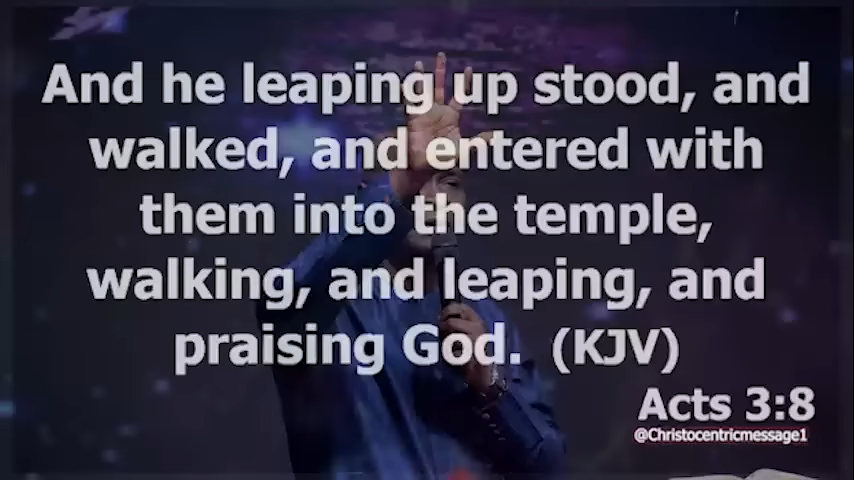 And he leaping up stood, and
walked, and entered with
them into the temple,
walking, and leaping, and
praising God. (KJV)
Acts 3:8
@Christocentricmessage1